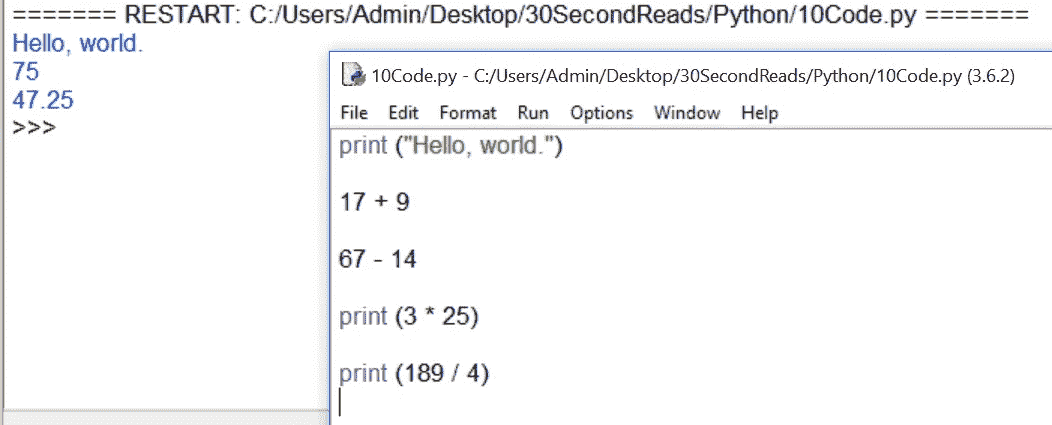 ======= RESTART: C:/Users/Admin/Desktop/30SecondReads/Python/10Code.py =======
Hello, world.
75
47.25
>>>
10Code.py - C:/Users/Admin/Desktop/30SecondReads/Python/10Code.py (3.6.2)
File Edit Format Run Options Window Help
print ("Hello, world.")
17 + 9
67 - 14
print (3 * 25)
print (189 / 4)